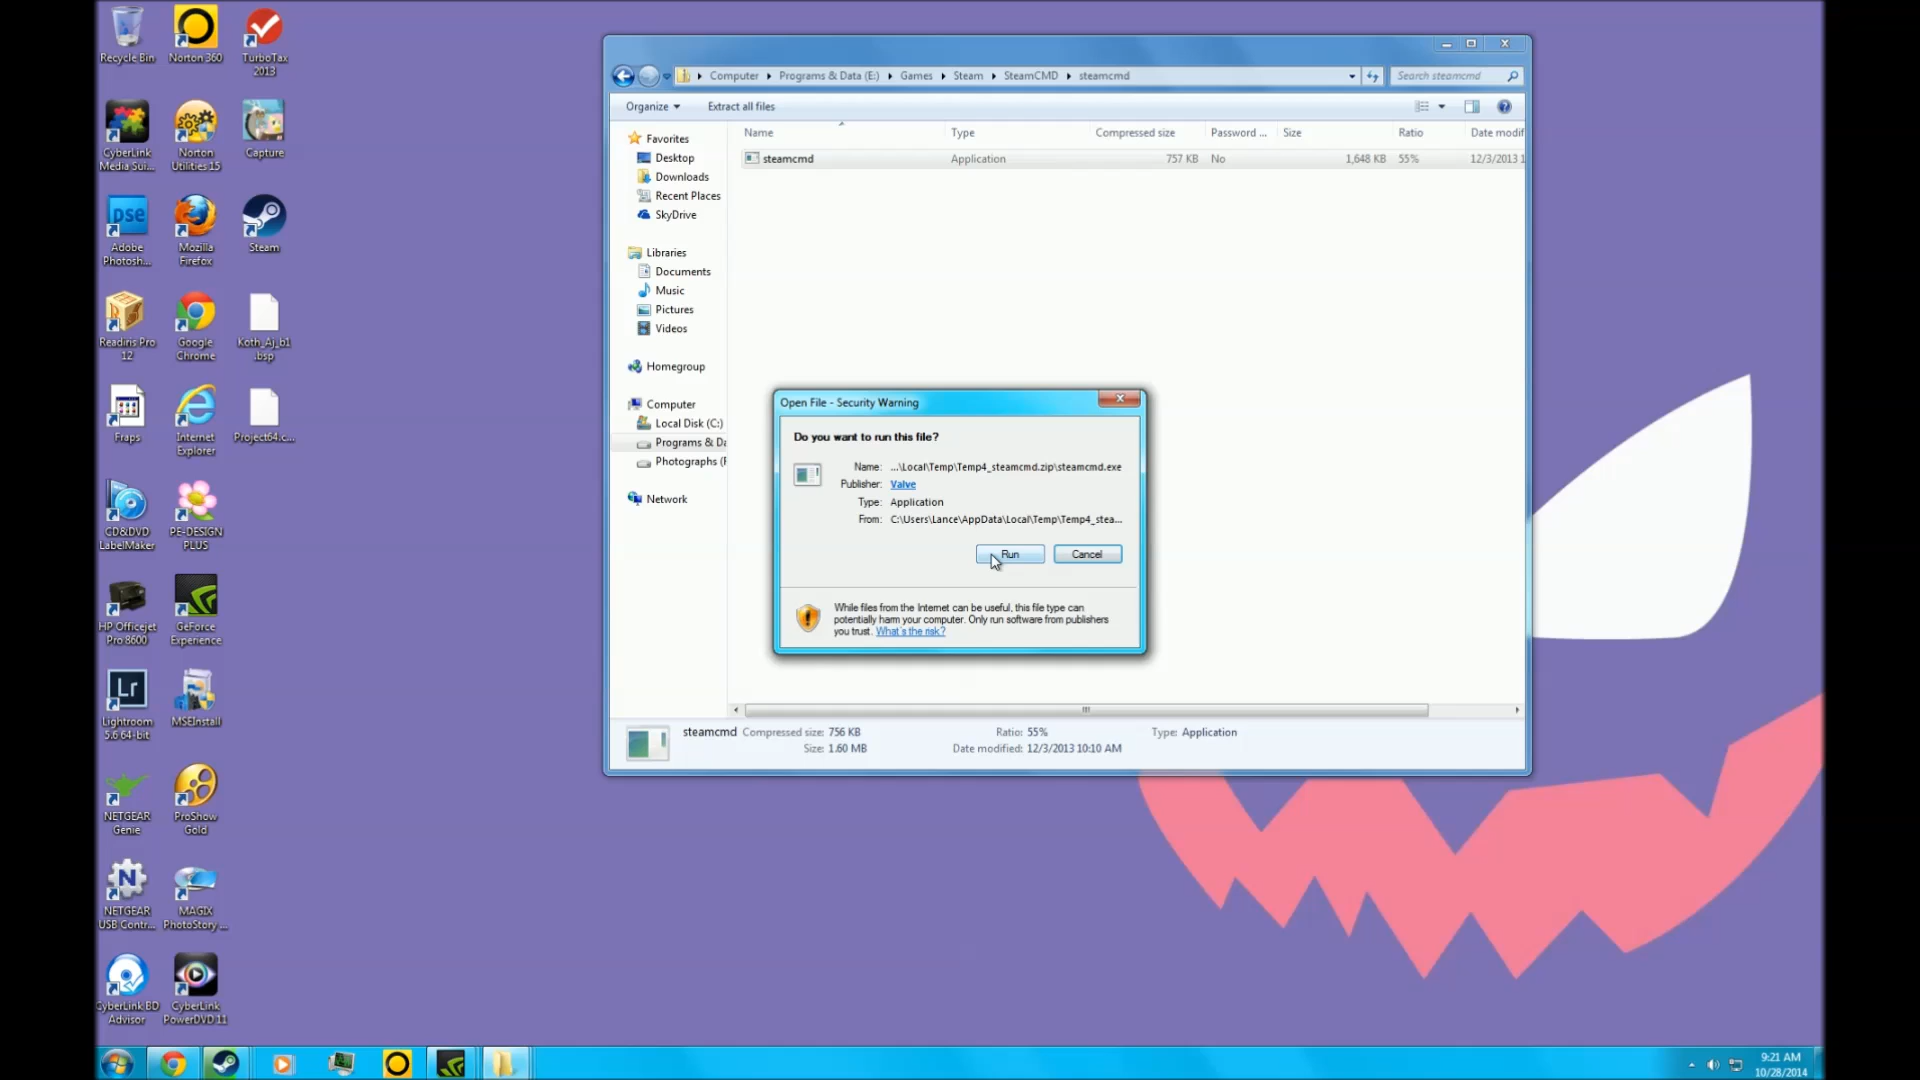 Recycle Bin
Norton 360
TurboTax
2013
CyberLink
Media Sui...
Norton
Utilities 15
Capture
pse
Adobe
Photosh...
Mozilla
Firefox
Steam
Readiris Pro
12
Google
Chrome
Koth_Aj_b1
.bsp
Fraps
Internet
Explorer
Project64.c...
CD&DVD
LabelMaker
PE-DESIGN
PLUS
HP Officejet
Pro 8600
GeForce
Experience
Lr
Lightroom
5.6 64-bit
MSEInstall
NETGEAR
Genie
ProShow
Gold
N
NETGEAR
USB Contr...
MAGIX
PhotoStory ...
CyberLink BD
Advisor
CyberLink
PowerDVD 11
Computer
Programs & Data (E:)
Games
Steam
SteamCMD
steamcmd
Search steamcmd
Organize
Extract all files
Name
Type
Compressed size
Password ...
Size
Ratio
Date modif
steamcmd
Application
757 KB
No
1,648 KB
55%
12/3/2013 1
Favorites
Desktop
Downloads
Recent Places
SkyDrive
Libraries
Documents
Music
Pictures
Videos
Homegroup
Computer
Local Disk (C:)
Programs & Da
Photographs (F
Network
Open File - Security Warning
Do you want to run this file?
Name: ...\Local\Temp\Temp4_steamcmd.zip\steamcmd.exe
Publisher: Valve
Type: Application
From: C:\Users\Lance\AppData\Local\Temp\Temp4_stea...
Run
Cancel
While files from the Internet can be useful, this file type can
potentially harm your computer. Only run software from publishers
you trust. What's the risk?
steamcmd Compressed size: 756 KB
Ratio: 55%
Type: Application
Size: 1.60 MB
Date modified: 12/3/2013 10:10 AM
9:21 AM
10/28/2014